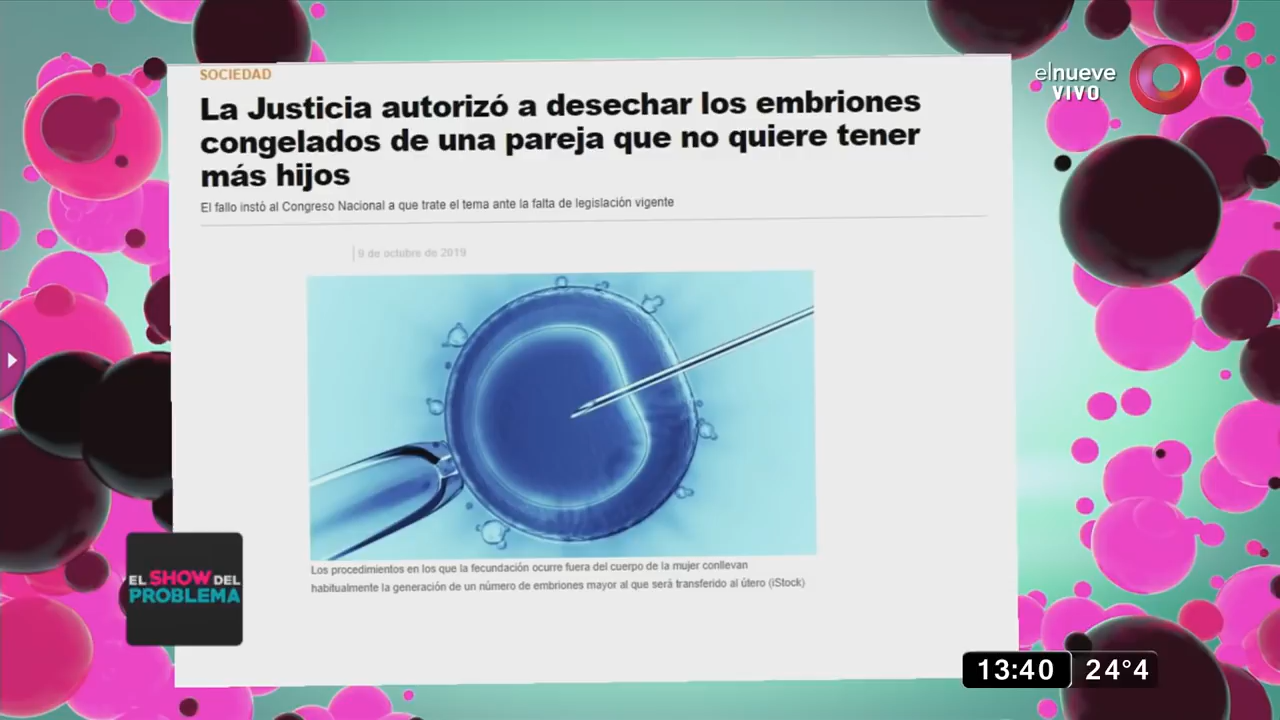 SOCIEDAD
La Justicia autorizó a desechar los embriones
congelados de una pareja que no quiere tener
más hijos
El fallo instó al Congreso Nacional a que trate el tema ante la falta de legislación vigente
9 de octubre de 2019
Los procedimientos en los que la fecundación ocurre fuera del cuerpo de la mujer conllevan
habitualmente la generación de un número de embriones mayor al que será transferido al útero (iStock)
elnueve
VIVO
EL SHOW DEL
PROBLEMA
13:40 24°4